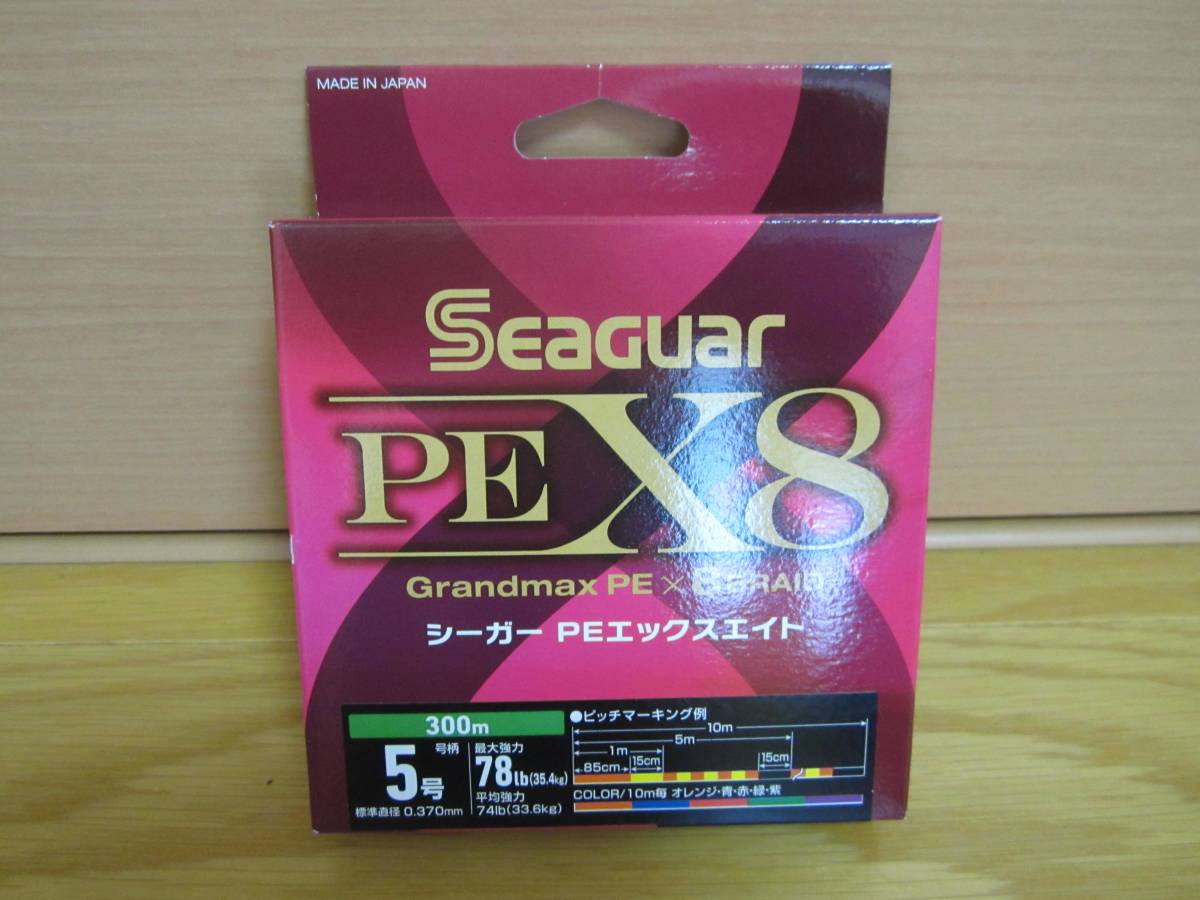 MADE IN JAPAN
SEaGuar
PE X8
Grandmax PE × 8 BRAID
シーガー PEエックスエイト
300m
号柄
5号
標準直径 0.370mm
最大強力
78lb(35.4kg)
平均強力
74lb(33.6kg)
●ピッチマーキング例
10m
5m
1m
85cm 15cm 15cm
COLOR/10m毎 オレンジ・青・赤・緑・紫